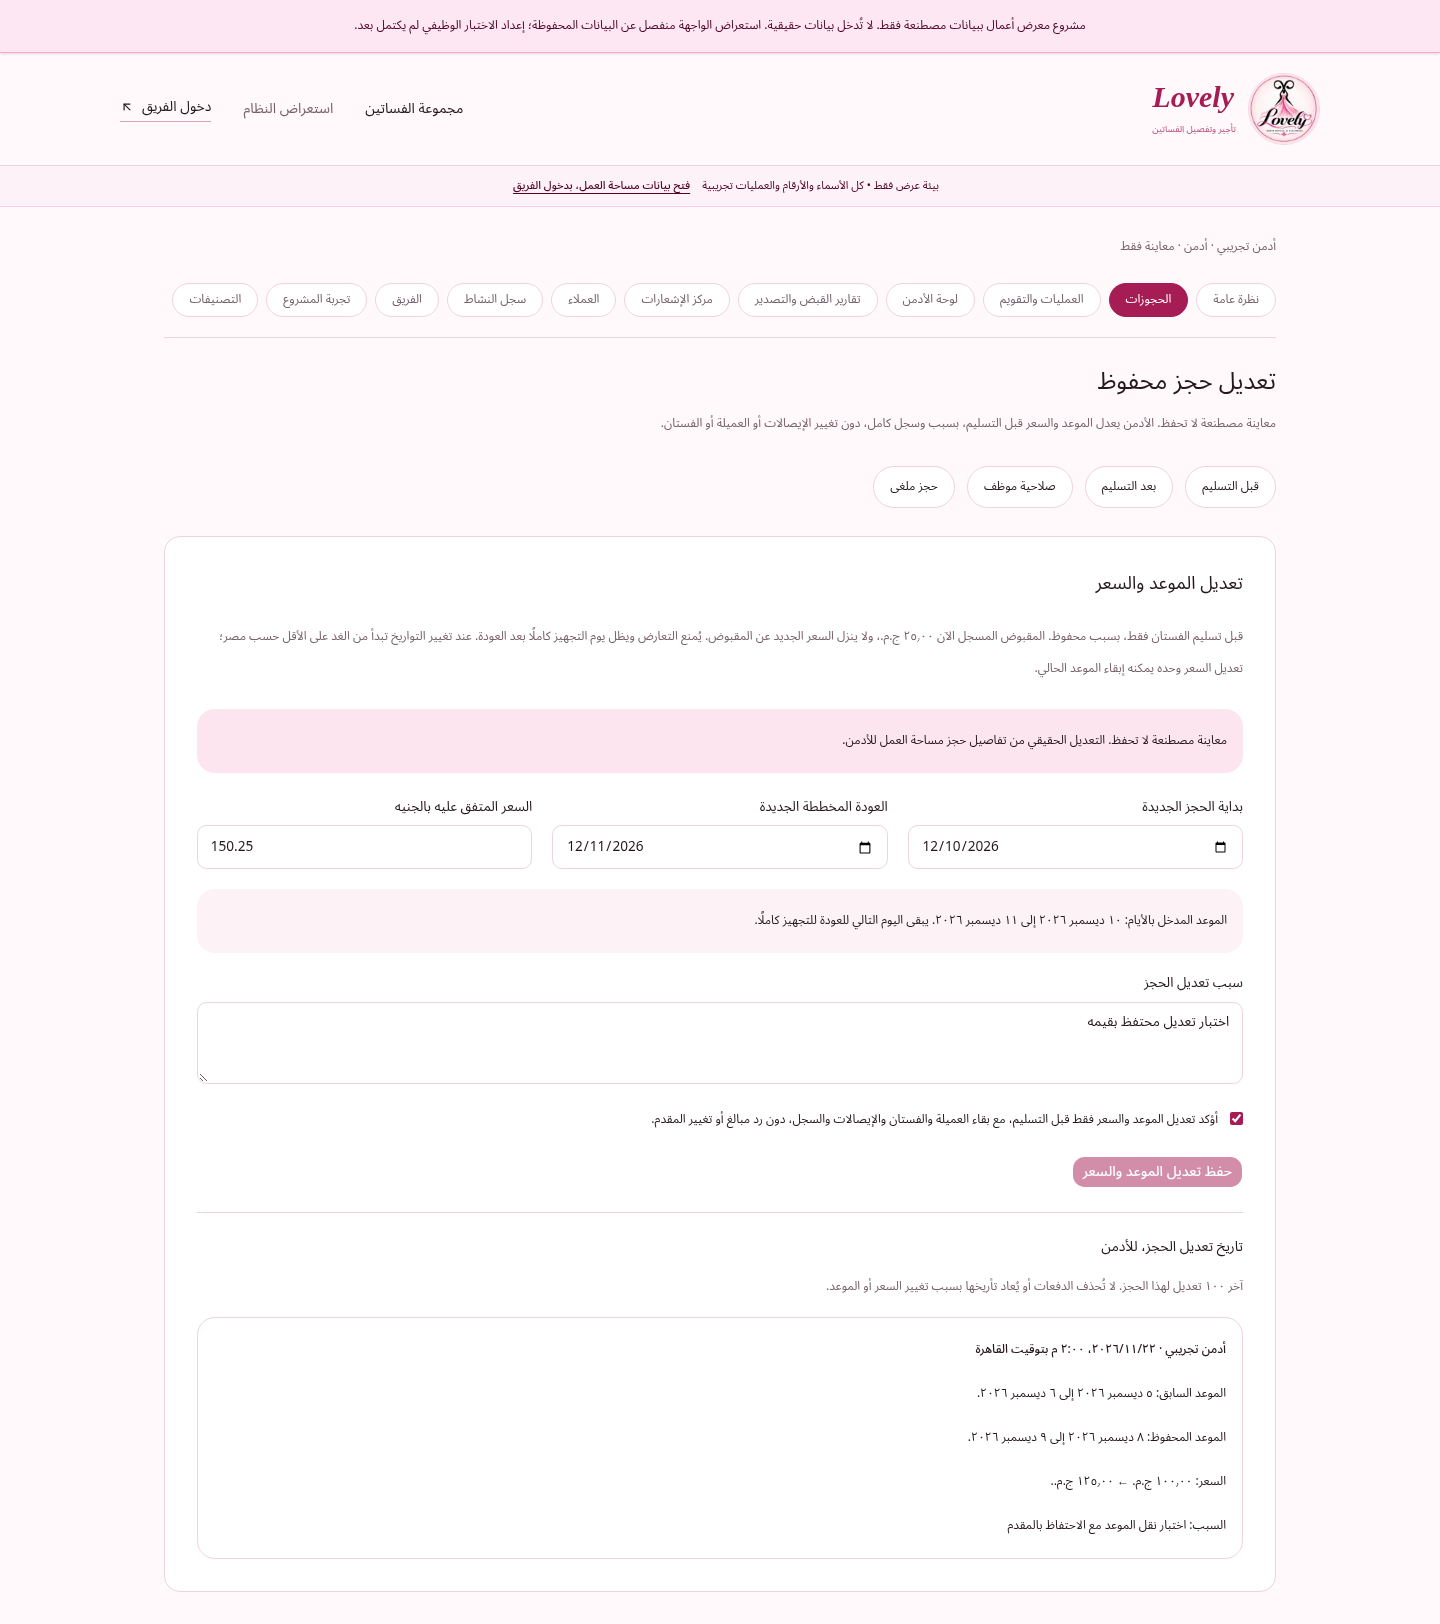 مشروع معرض أعمال ببيانات مصطنعة فقط. لا تُدخل بيانات حقيقية. استعراض الواجهة منفصل عن البيانات المحفوظة؛ إعداد الاختبار الوظيفي لم يكتمل بعد.
Lovely
Lovely
تأجير وتفصيل الفساتين
مجموعة الفساتين
استعراض النظام
دخول الفريق
بيئة عرض فقط • كل الأسماء والأرقام والعمليات تجريبية فتح بيانات مساحة العمل، بدخول الفريق
أدمن تجريبي · أدمن · معاينة فقط
نظرة عامة
الحجوزات
العمليات والتقويم
لوحة الأدمن
تقارير القبض والتصدير
مركز الإشعارات
العملاء
سجل النشاط
الفريق
تجربة المشروع
التصنيفات
تعديل حجز محفوظ
معاينة مصطنعة لا تحفظ. الأدمن يعدل الموعد والسعر قبل التسليم، بسبب وسجل كامل، دون تغيير الإيصالات أو العميلة أو الفستان.
قبل التسليم
بعد التسليم
صلاحية موظف
حجز ملغى
تعديل الموعد والسعر
قبل تسليم الفستان فقط، بسبب محفوظ. المقبوض المسجل الآن ٢٥٫٠٠ ج.م.، ولا ينزل السعر الجديد عن المقبوض. يُمنع التعارض ويظل يوم التجهيز كاملًا بعد العودة. عند تغيير التواريخ تبدأ من الغد على الأقل حسب مصر؛
تعديل السعر وحده يمكنه إبقاء الموعد الحالي.
معاينة مصطنعة لا تحفظ. التعديل الحقيقي من تفاصيل حجز مساحة العمل للأدمن.
بداية الحجز الجديدة
12/10/2026
العودة المخططة الجديدة
12/11/2026
السعر المتفق عليه بالجنيه
150.25
الموعد المدخل بالأيام: ١٠ ديسمبر ٢٠٢٦ إلى ١١ ديسمبر ٢٠٢٦. يبقى اليوم التالي للعودة للتجهيز كاملًا.
سبب تعديل الحجز
اختبار تعديل محتفظ بقيمه
أؤكد تعديل الموعد والسعر فقط قبل التسليم، مع بقاء العميلة والفستان والإيصالات والسجل، دون رد مبالغ أو تغيير المقدم.
حفظ تعديل الموعد والسعر
تاريخ تعديل الحجز، للأدمن
آخر ١٠٠ تعديل لهذا الحجز. لا تُحذف الدفعات أو يُعاد تأريخها بسبب تغيير السعر أو الموعد.
أدمن تجريبي · ٢٠٢٦/١١/٢٢، ٢:٠٠ م بتوقيت القاهرة
الموعد السابق: ٥ ديسمبر ٢٠٢٦ إلى ٦ ديسمبر ٢٠٢٦.
الموعد المحفوظ: ٨ ديسمبر ٢٠٢٦ إلى ٩ ديسمبر ٢٠٢٦.
السعر: ١٠٠٫٠٠ ج.م. ← ١٢٥٫٠٠ ج.م..
السبب: اختبار نقل الموعد مع الاحتفاظ بالمقدم